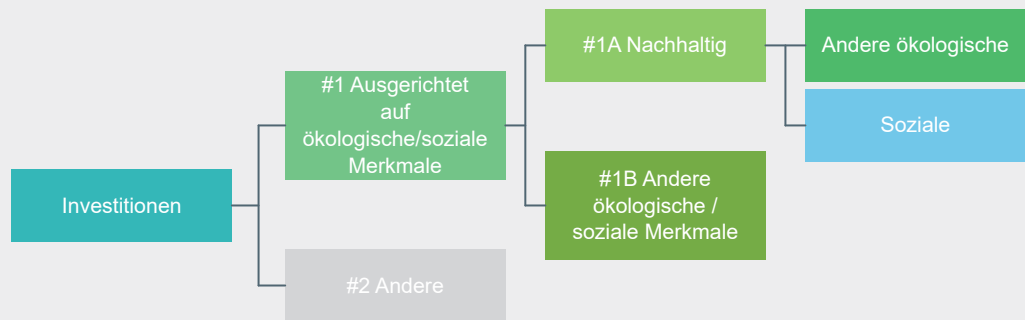 Investitionen
#1 Ausgerichtet
auf
ökologische/soziale
Merkmale
#2 Andere
#1A Nachhaltig
#1B Andere
ökologische /
soziale Merkmale
Andere ökologische
Soziale